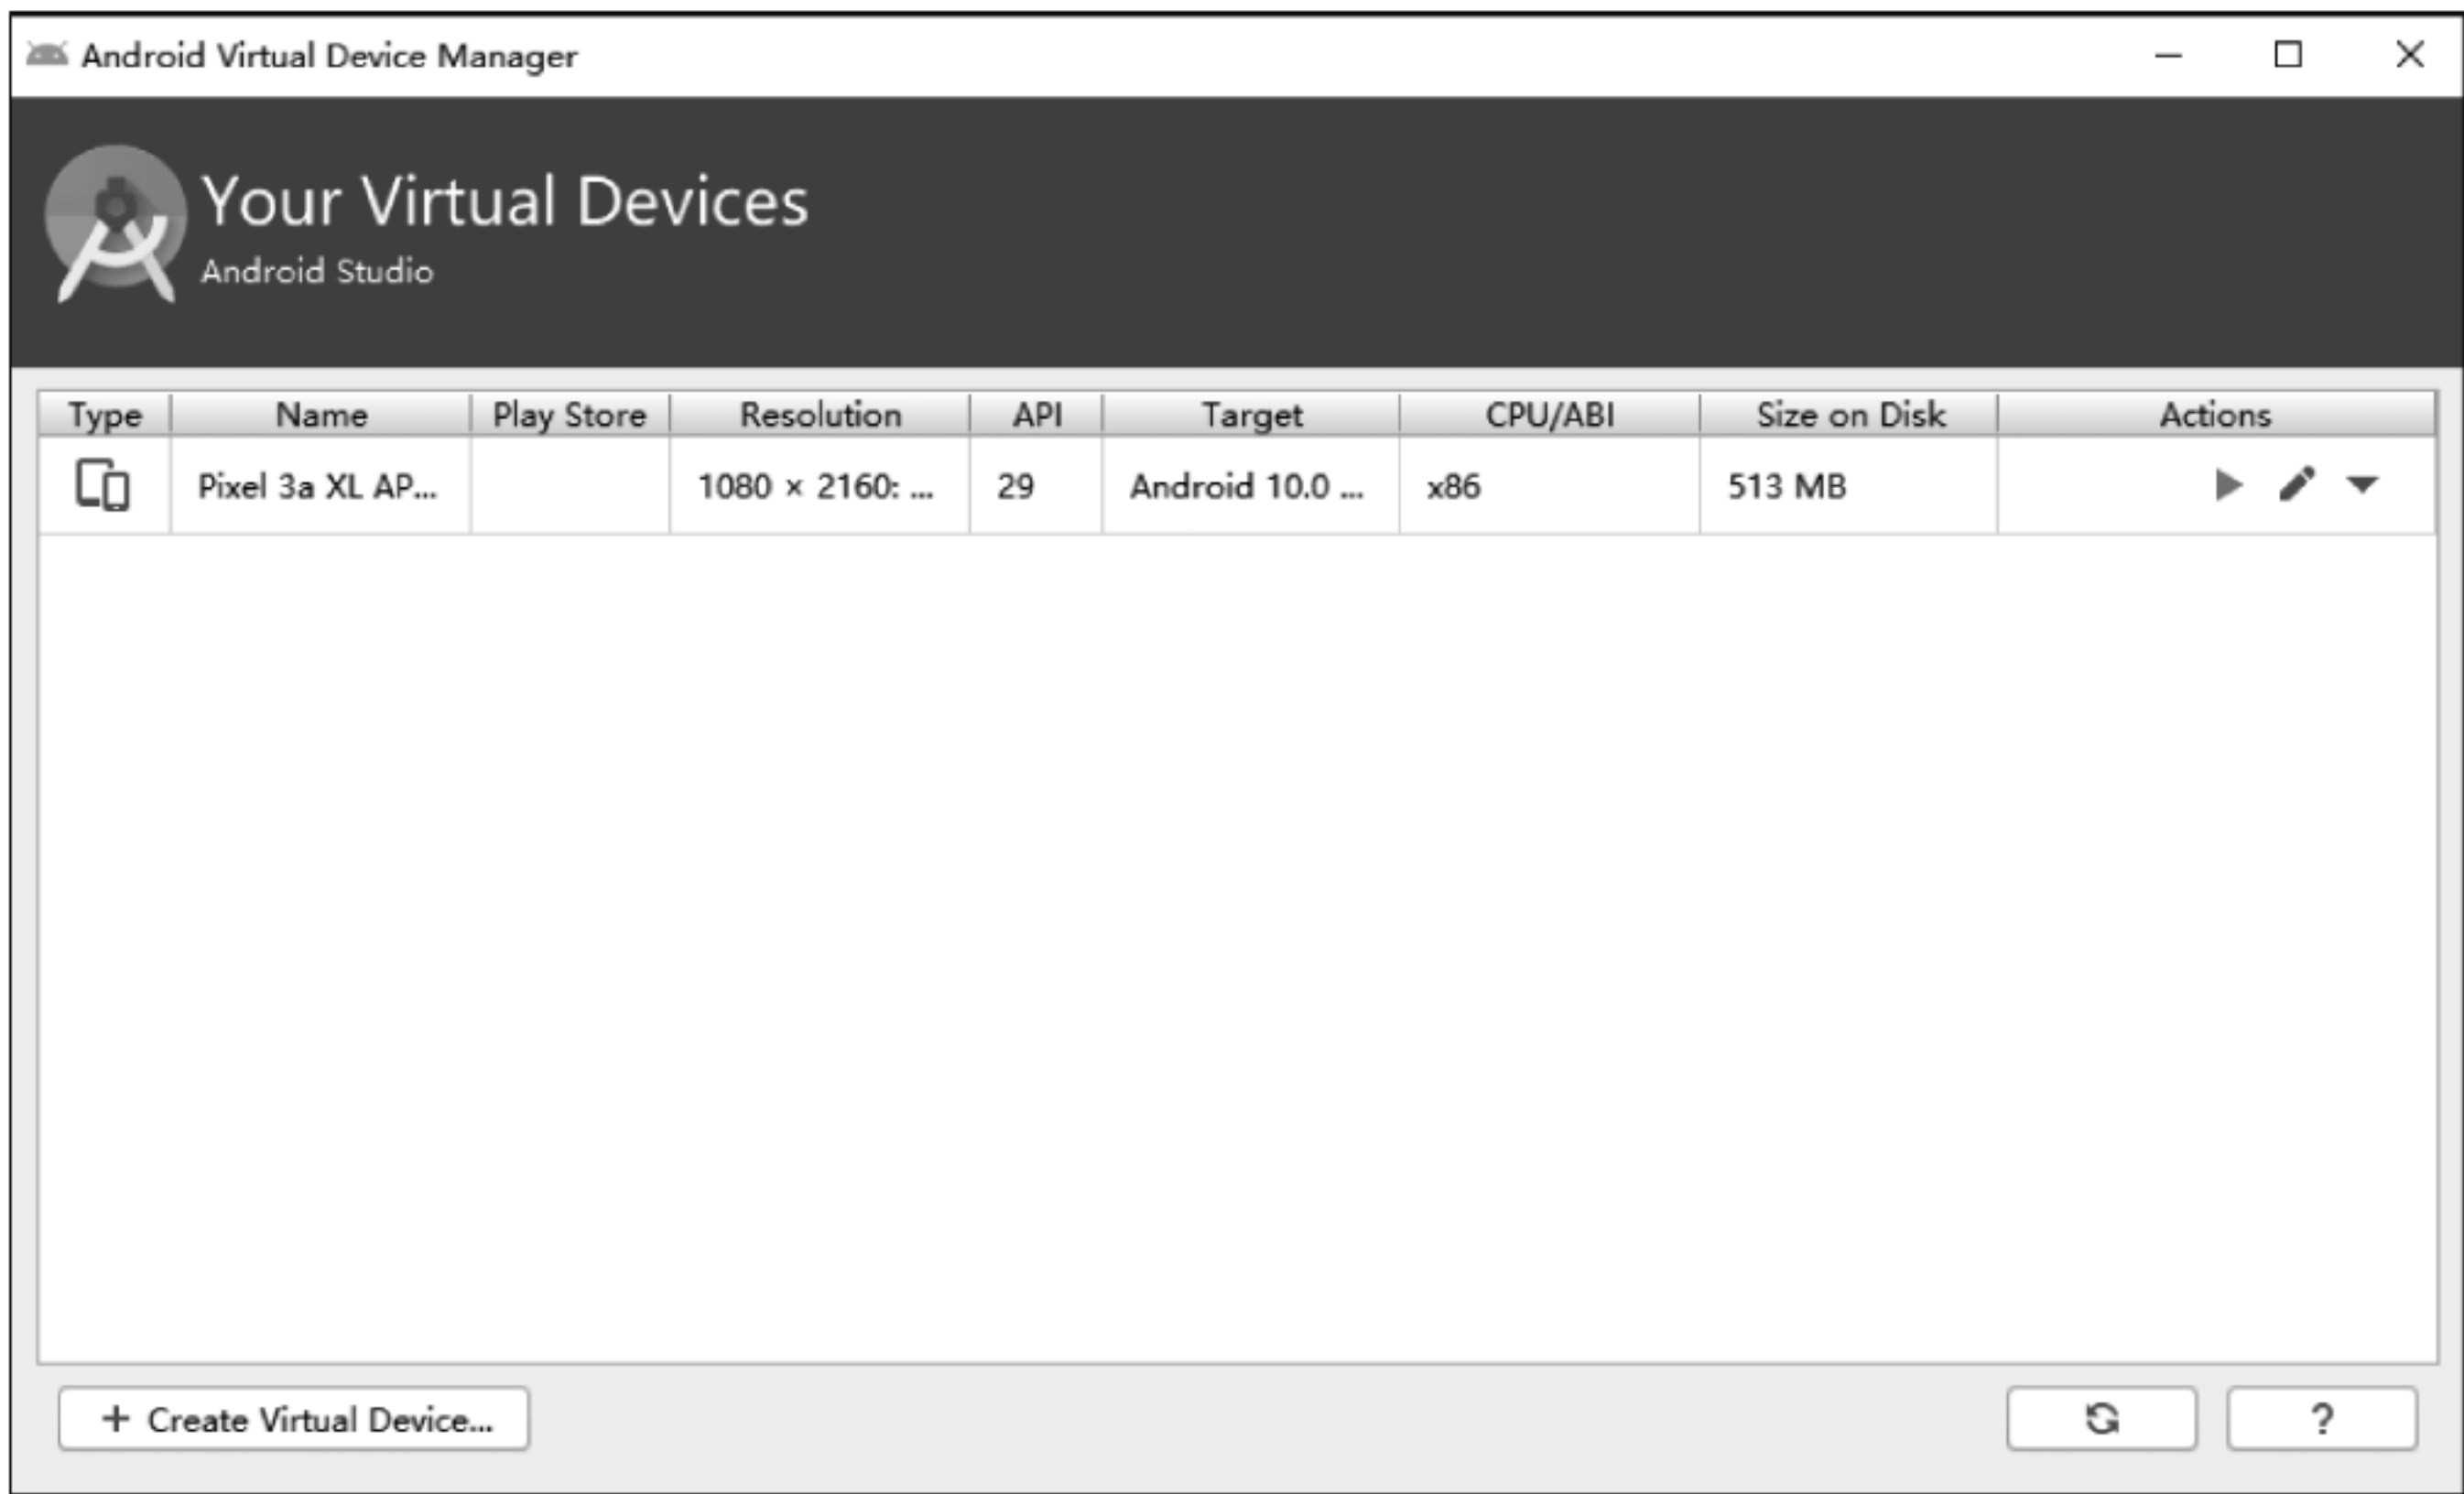 Android Virtual Device Manager
Your Virtual Devices
Android Studio
Type Name Play Store Resolution API Target CPU/ABI Size on Disk Actions
Pixel 3a XL AP... 1080 × 2160: ... 29 Android 10.0 ... x86 513 MB
+ Create Virtual Device... ?